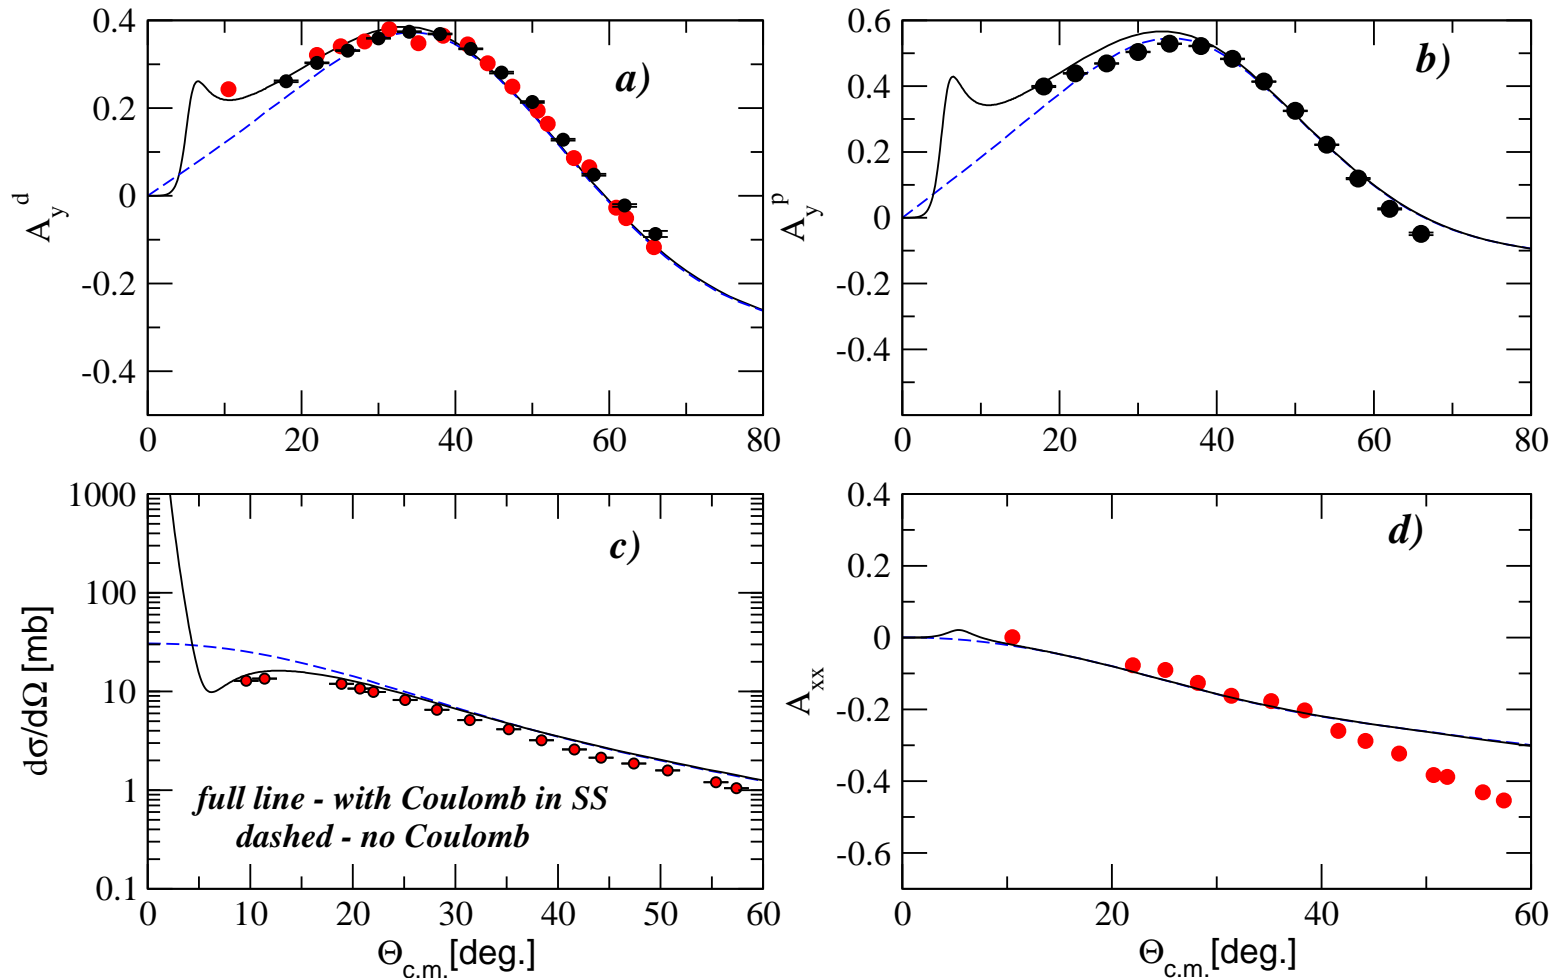 0.4
0.2
0
-0.2
-0.4
A_y^d
a)
0 20 40 60 80
0.6
0.4
0.2
0
-0.2
-0.4
A_y^p
b)
0 20 40 60 80
1000
100
10
1
0.1
dσ/dΩ [mb]
c)
full line - with Coulomb in SS
dashed - no Coulomb
0 10 20 30 40 50 60
Θ_c.m. [deg.]
0.4
0.2
0
-0.2
-0.4
-0.6
A_xx
d)
0 20 40 60
Θ_c.m. [deg.]